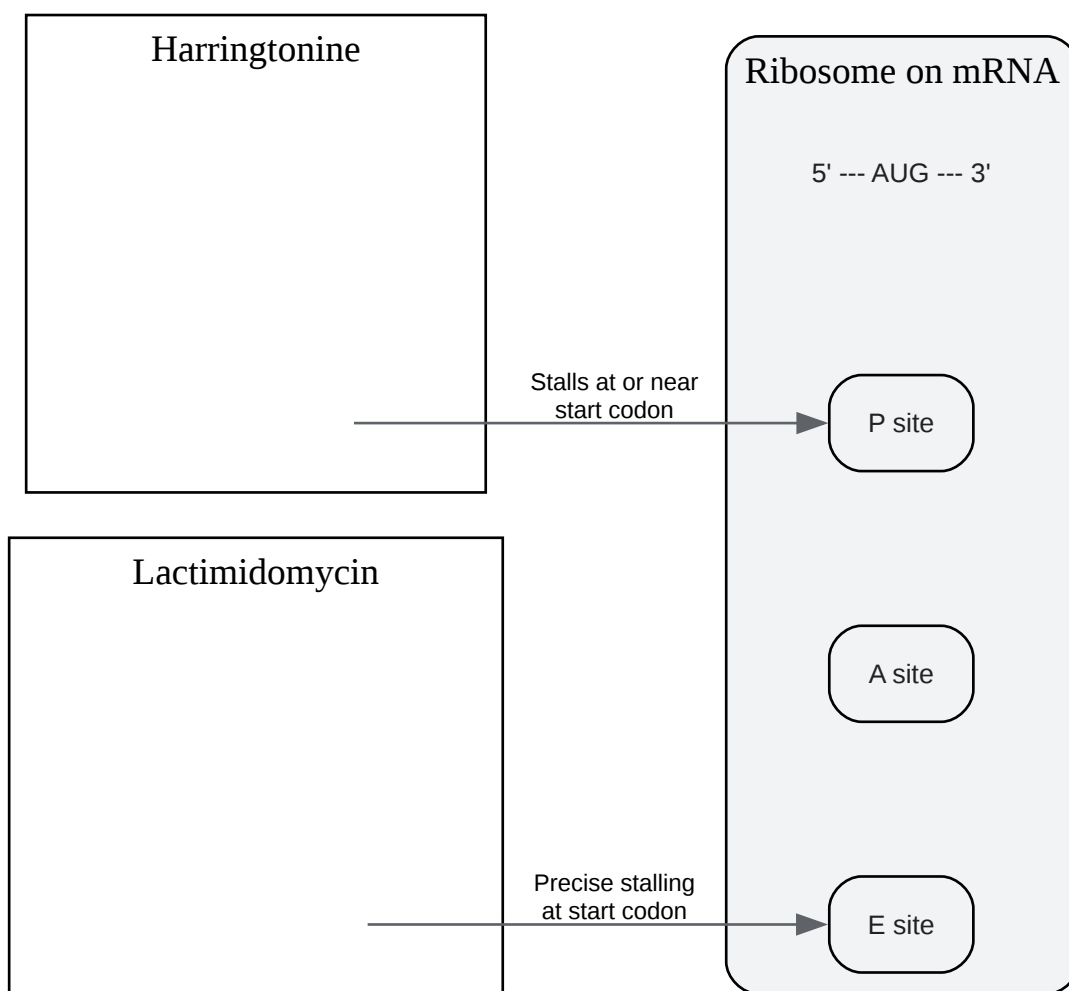 Harringtonine
Ribosome on mRNA
5' --- AUG --- 3'
Stalls at or near
start codon
P site
Lactimidomycin
A site
Precise stalling
at start codon
E site